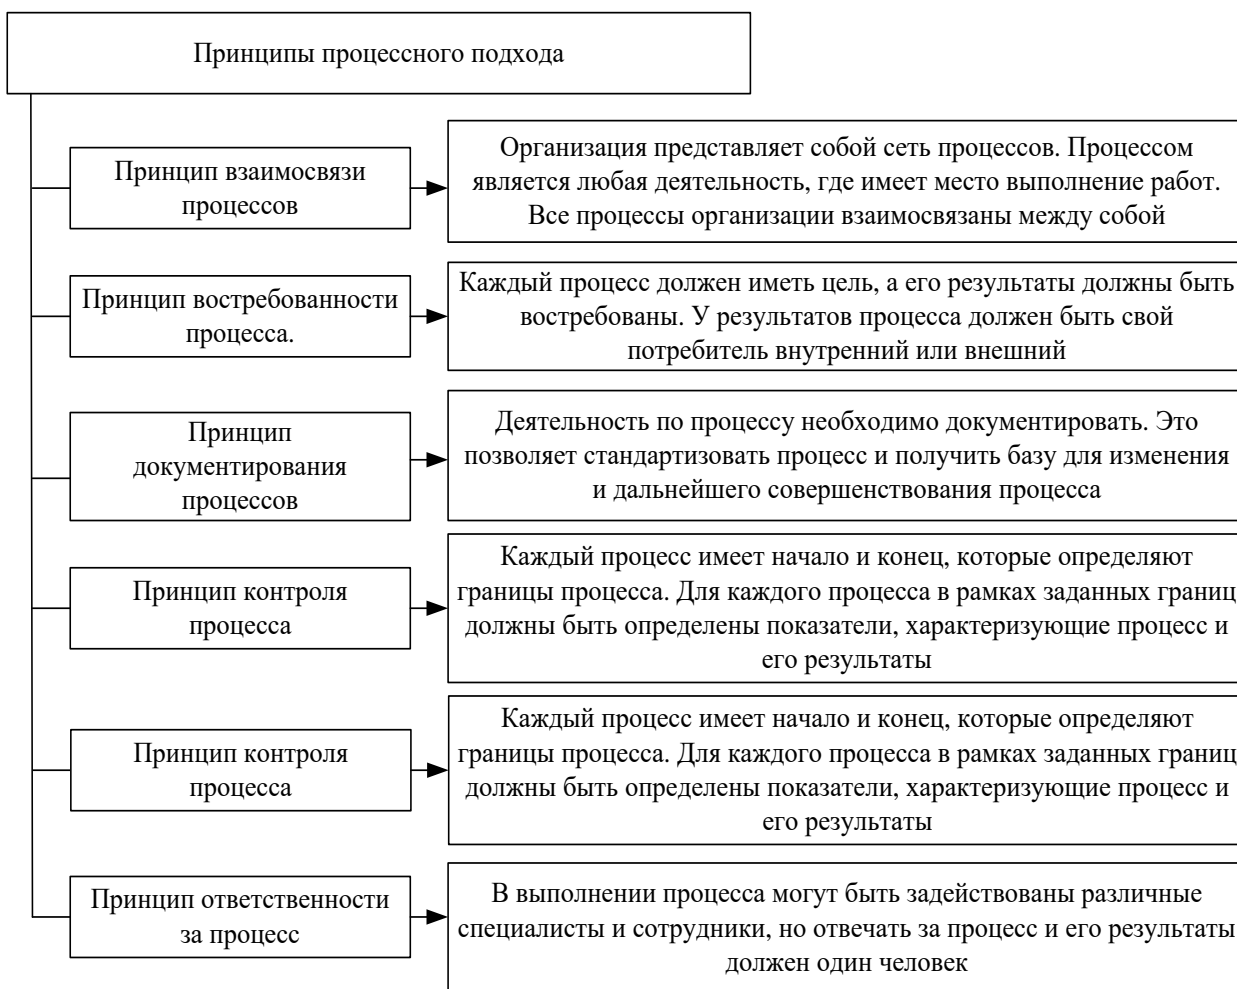 Принципы процессного подхода
Принцип взаимосвязи
процессов
Организация представляет собой сеть процессов. Процессом
является любая деятельность, где имеет место выполнение работ.
Все процессы организации взаимосвязаны между собой
Принцип востребованности
процесса.
Каждый процесс должен иметь цель, а его результаты должны быть
востребованы. У результатов процесса должен быть свой
потребитель внутренний или внешний
Принцип
документирования
процессов
Деятельность по процессу необходимо документировать. Это
позволяет стандартизовать процесс и получить базу для изменения
и дальнейшего совершенствования процесса
Принцип контроля
процесса
Каждый процесс имеет начало и конец, которые определяют
границы процесса. Для каждого процесса в рамках заданных границ
должны быть определены показатели, характеризующие процесс и
его результаты
Принцип контроля
процесса
Каждый процесс имеет начало и конец, которые определяют
границы процесса. Для каждого процесса в рамках заданных границ
должны быть определены показатели, характеризующие процесс и
его результаты
Принцип ответственности
за процесс
В выполнении процесса могут быть задействованы различные
специалисты и сотрудники, но отвечать за процесс и его результаты
должен один человек